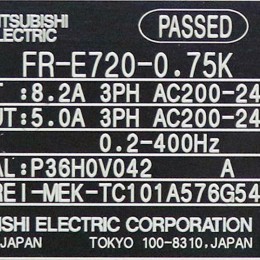 ITSUBISHI
ELECTRIC
PASSED
FR-E720-0.75K
T :8.2A 3PH AC200-24
UT:5.0A 3PH AC200-24
0.2-400Hz
AL:P36H0V042 A
REI-MEK-TC101A576G54
ISHI ELECTRIC CORPORATION
JAPAN TOKYO 100-8310, JAPAN